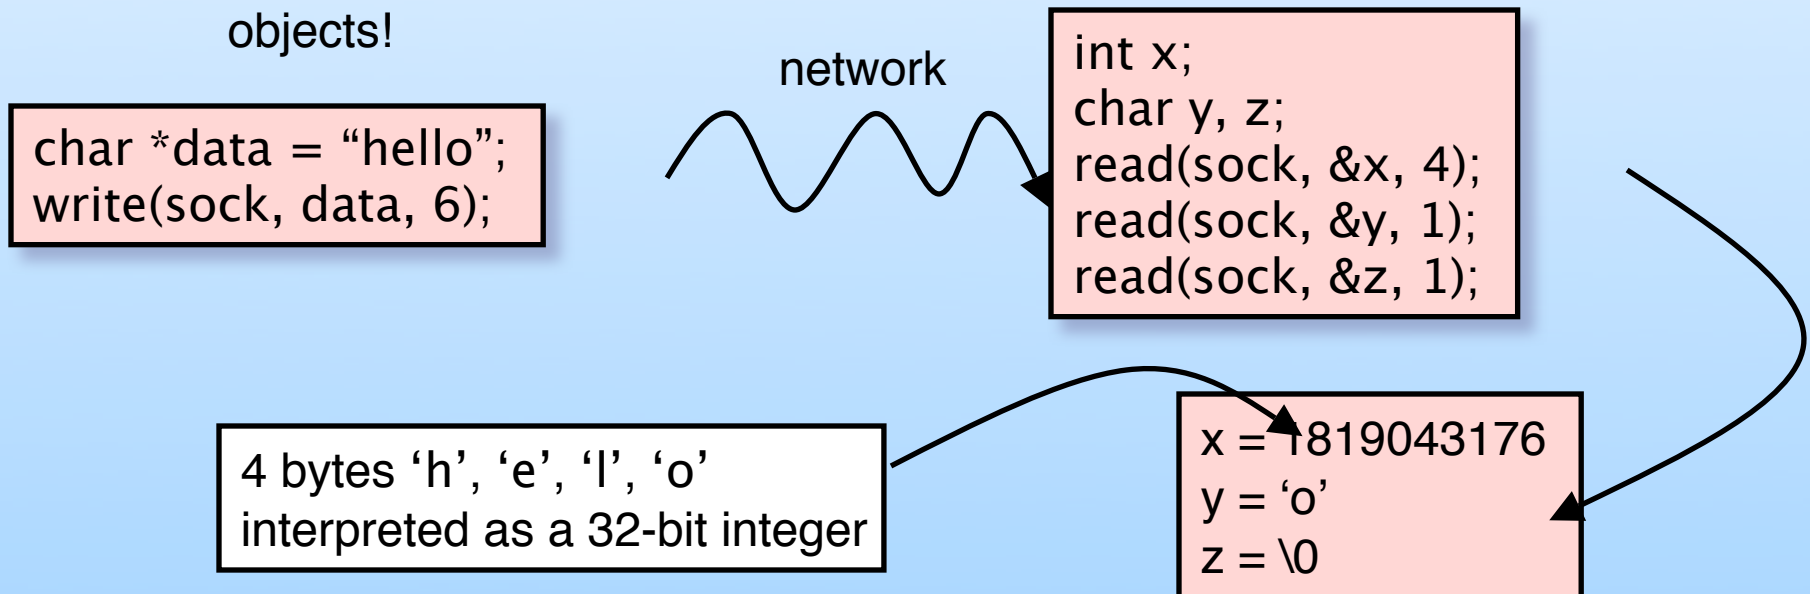 objects!
char *data = “hello”;
write(sock, data, 6);
network
int x;
char y, z;
read(sock, &x, 4);
read(sock, &y, 1);
read(sock, &z, 1);
4 bytes ‘h’, ‘e’, ‘l’, ‘o’
interpreted as a 32-bit integer
x = 1819043176
y = ‘o’
z = \0